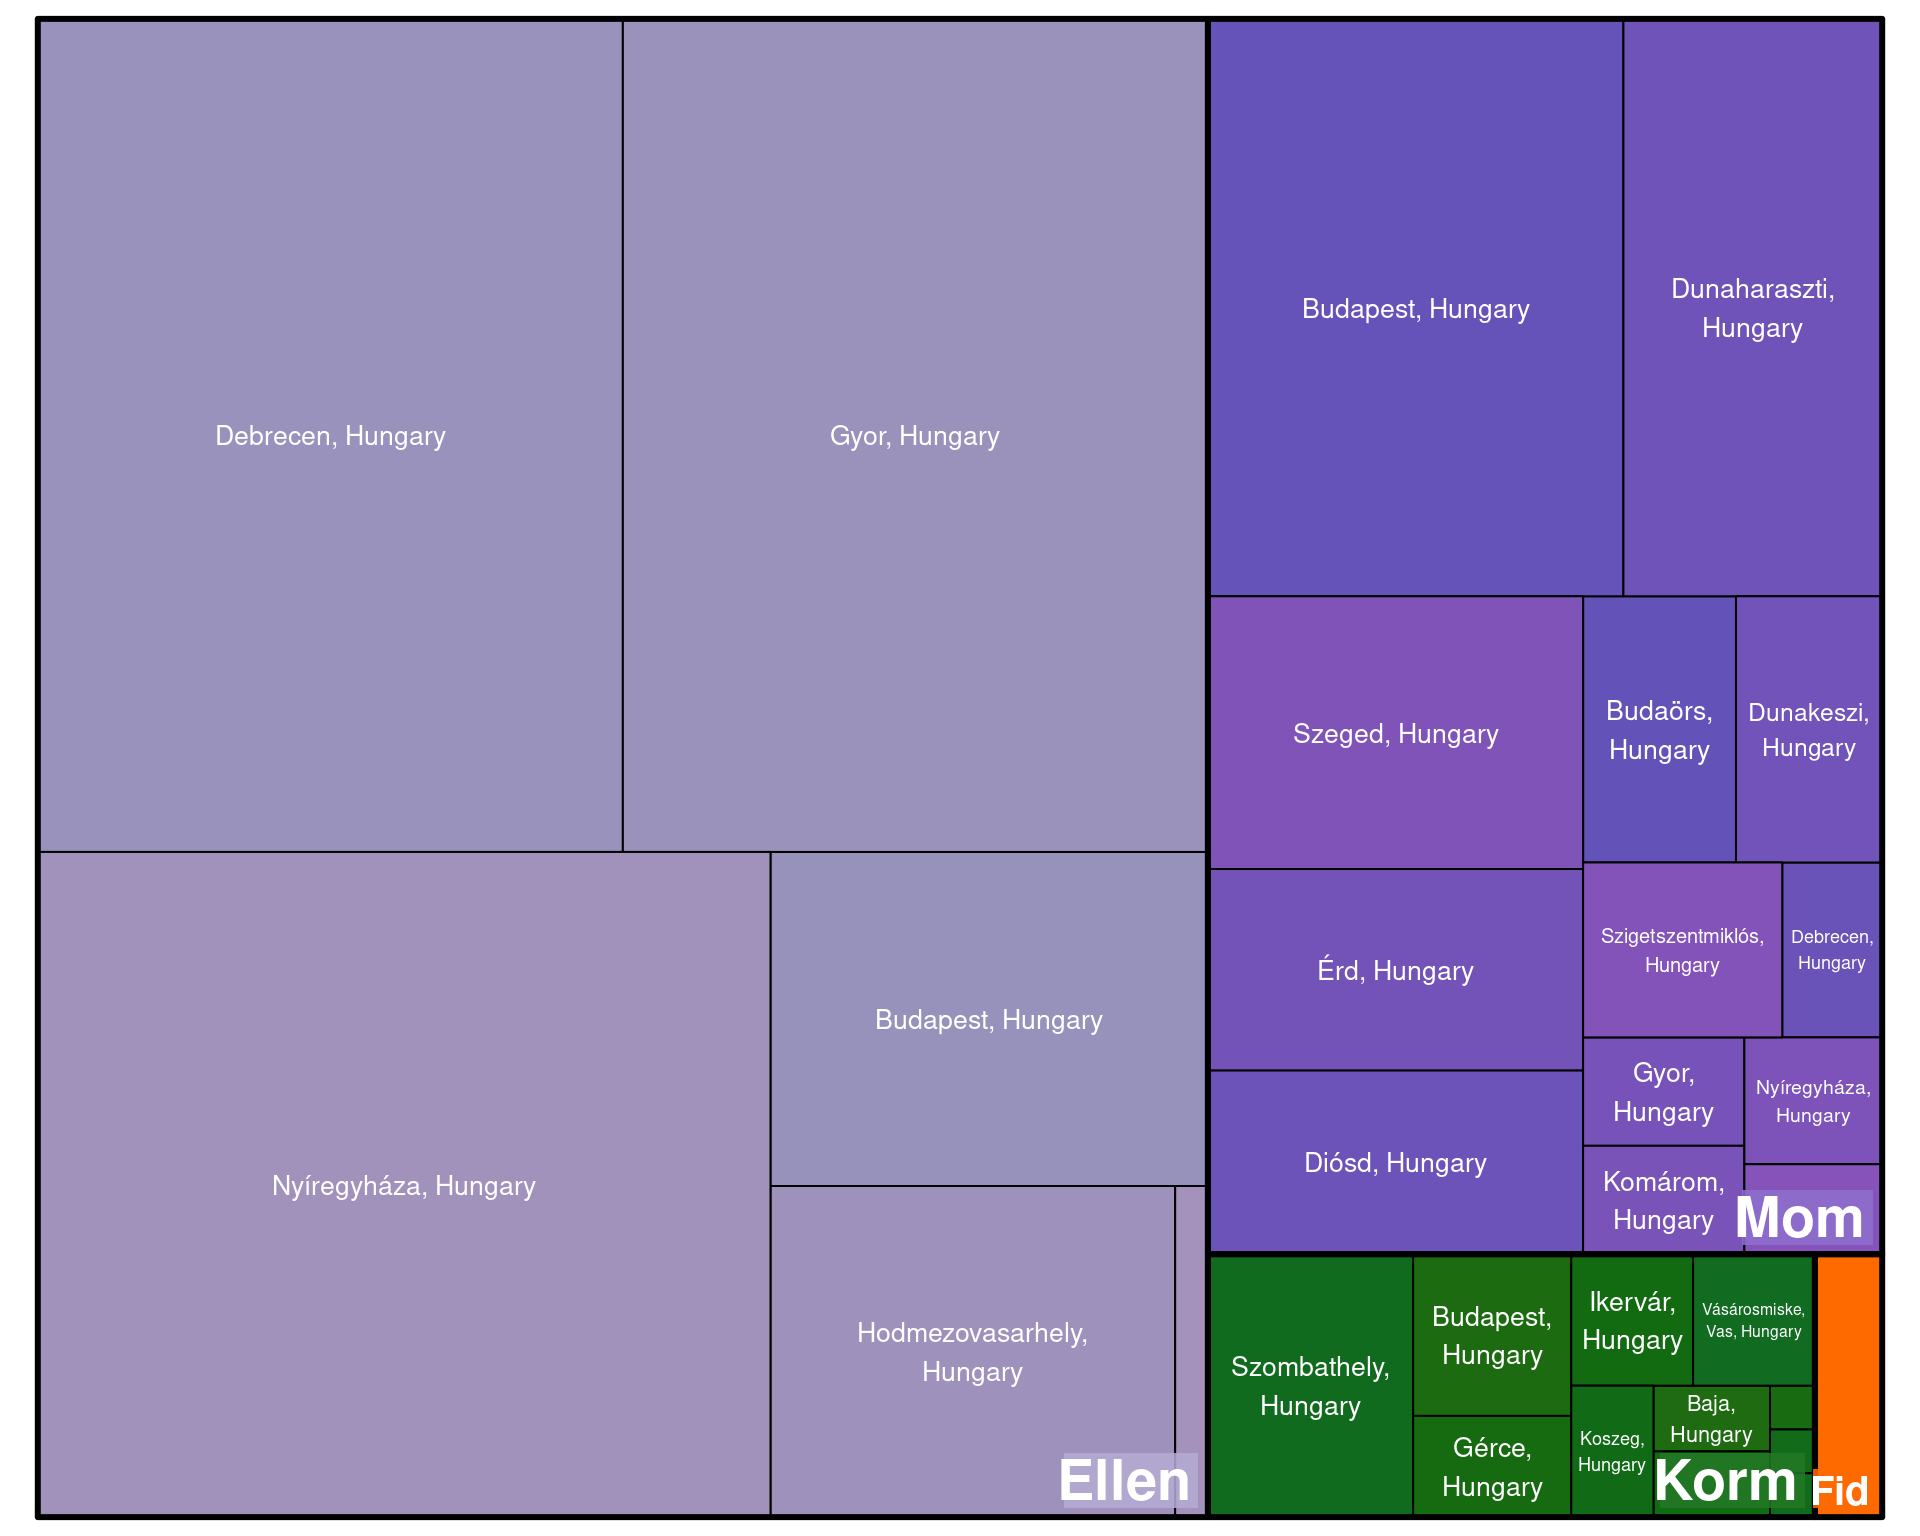 Debrecen, Hungary
Gyor, Hungary
Nyíregyháza, Hungary
Budapest, Hungary
Hodmezovasarhely,
Hungary
Ellen
Budapest, Hungary
Dunaharaszti,
Hungary
Szeged, Hungary
Budaörs,
Hungary
Dunakeszi,
Hungary
Érd, Hungary
Szigetszentmiklós,
Hungary
Debrecen,
Hungary
Diósd, Hungary
Gyor,
Hungary
Nyíregyháza,
Hungary
Komárom,
Hungary
Mom
Szombathely,
Hungary
Budapest,
Hungary
Gérce,
Hungary
Ikervár,
Hungary
Vásárosmiske,
Vas, Hungary
Koszeg,
Hungary
Baja,
Hungary
Korm
Fid